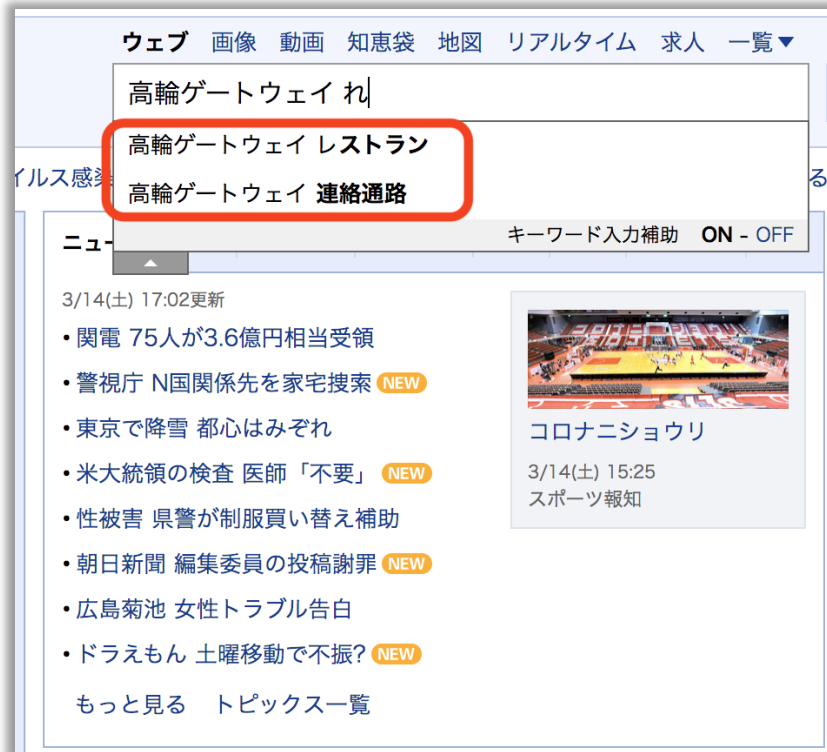 ウェブ 画像 動画 知恵袋 地図 リアルタイム 求人 一覧▼
高輪ゲートウェイ れ
高輪ゲートウェイ レストラン
イルス感染
る
高輪ゲートウェイ 連絡通路
キーワード入力補助 ON - OFF
ニュー
3/14(土) 17:02更新
・関電 75人が3.6億円相当受領
・警視庁 N国関係先を家宅捜索 NEW
・東京で降雪 都心はみぞれ
・米大統領の検査 医師「不要」 NEW
・性被害 県警が制服買い替え補助
・朝日新聞 編集委員の投稿謝罪 NEW
・広島菊池 女性トラブル告白
・ドラえもん 土曜移動で不振? NEW
もっと見る トピックス一覧
コロナニショウリ
3/14(土) 15:25
スポーツ報知